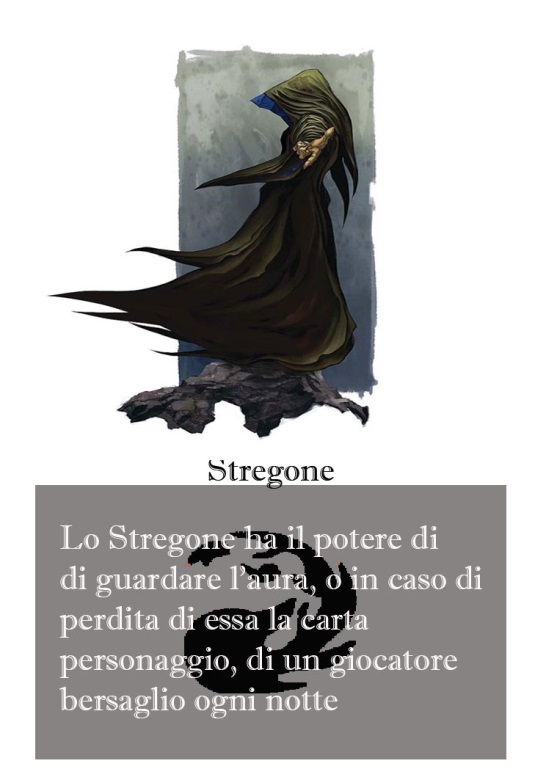 Stregone
Lo Stregone ha il potere di
di guardare l'aura, o in caso di
perdita di essa la carta
personaggio, di un giocatore
bersaglio ogni notte